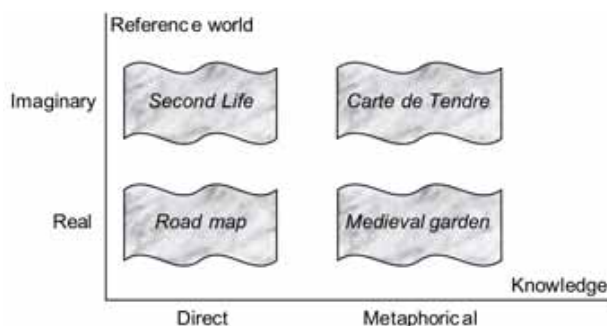 Reference world
Imaginary
Second Life
Carte de Tendre
Real
Road map
Medieval garden
Knowledge
Direct
Metaphorical